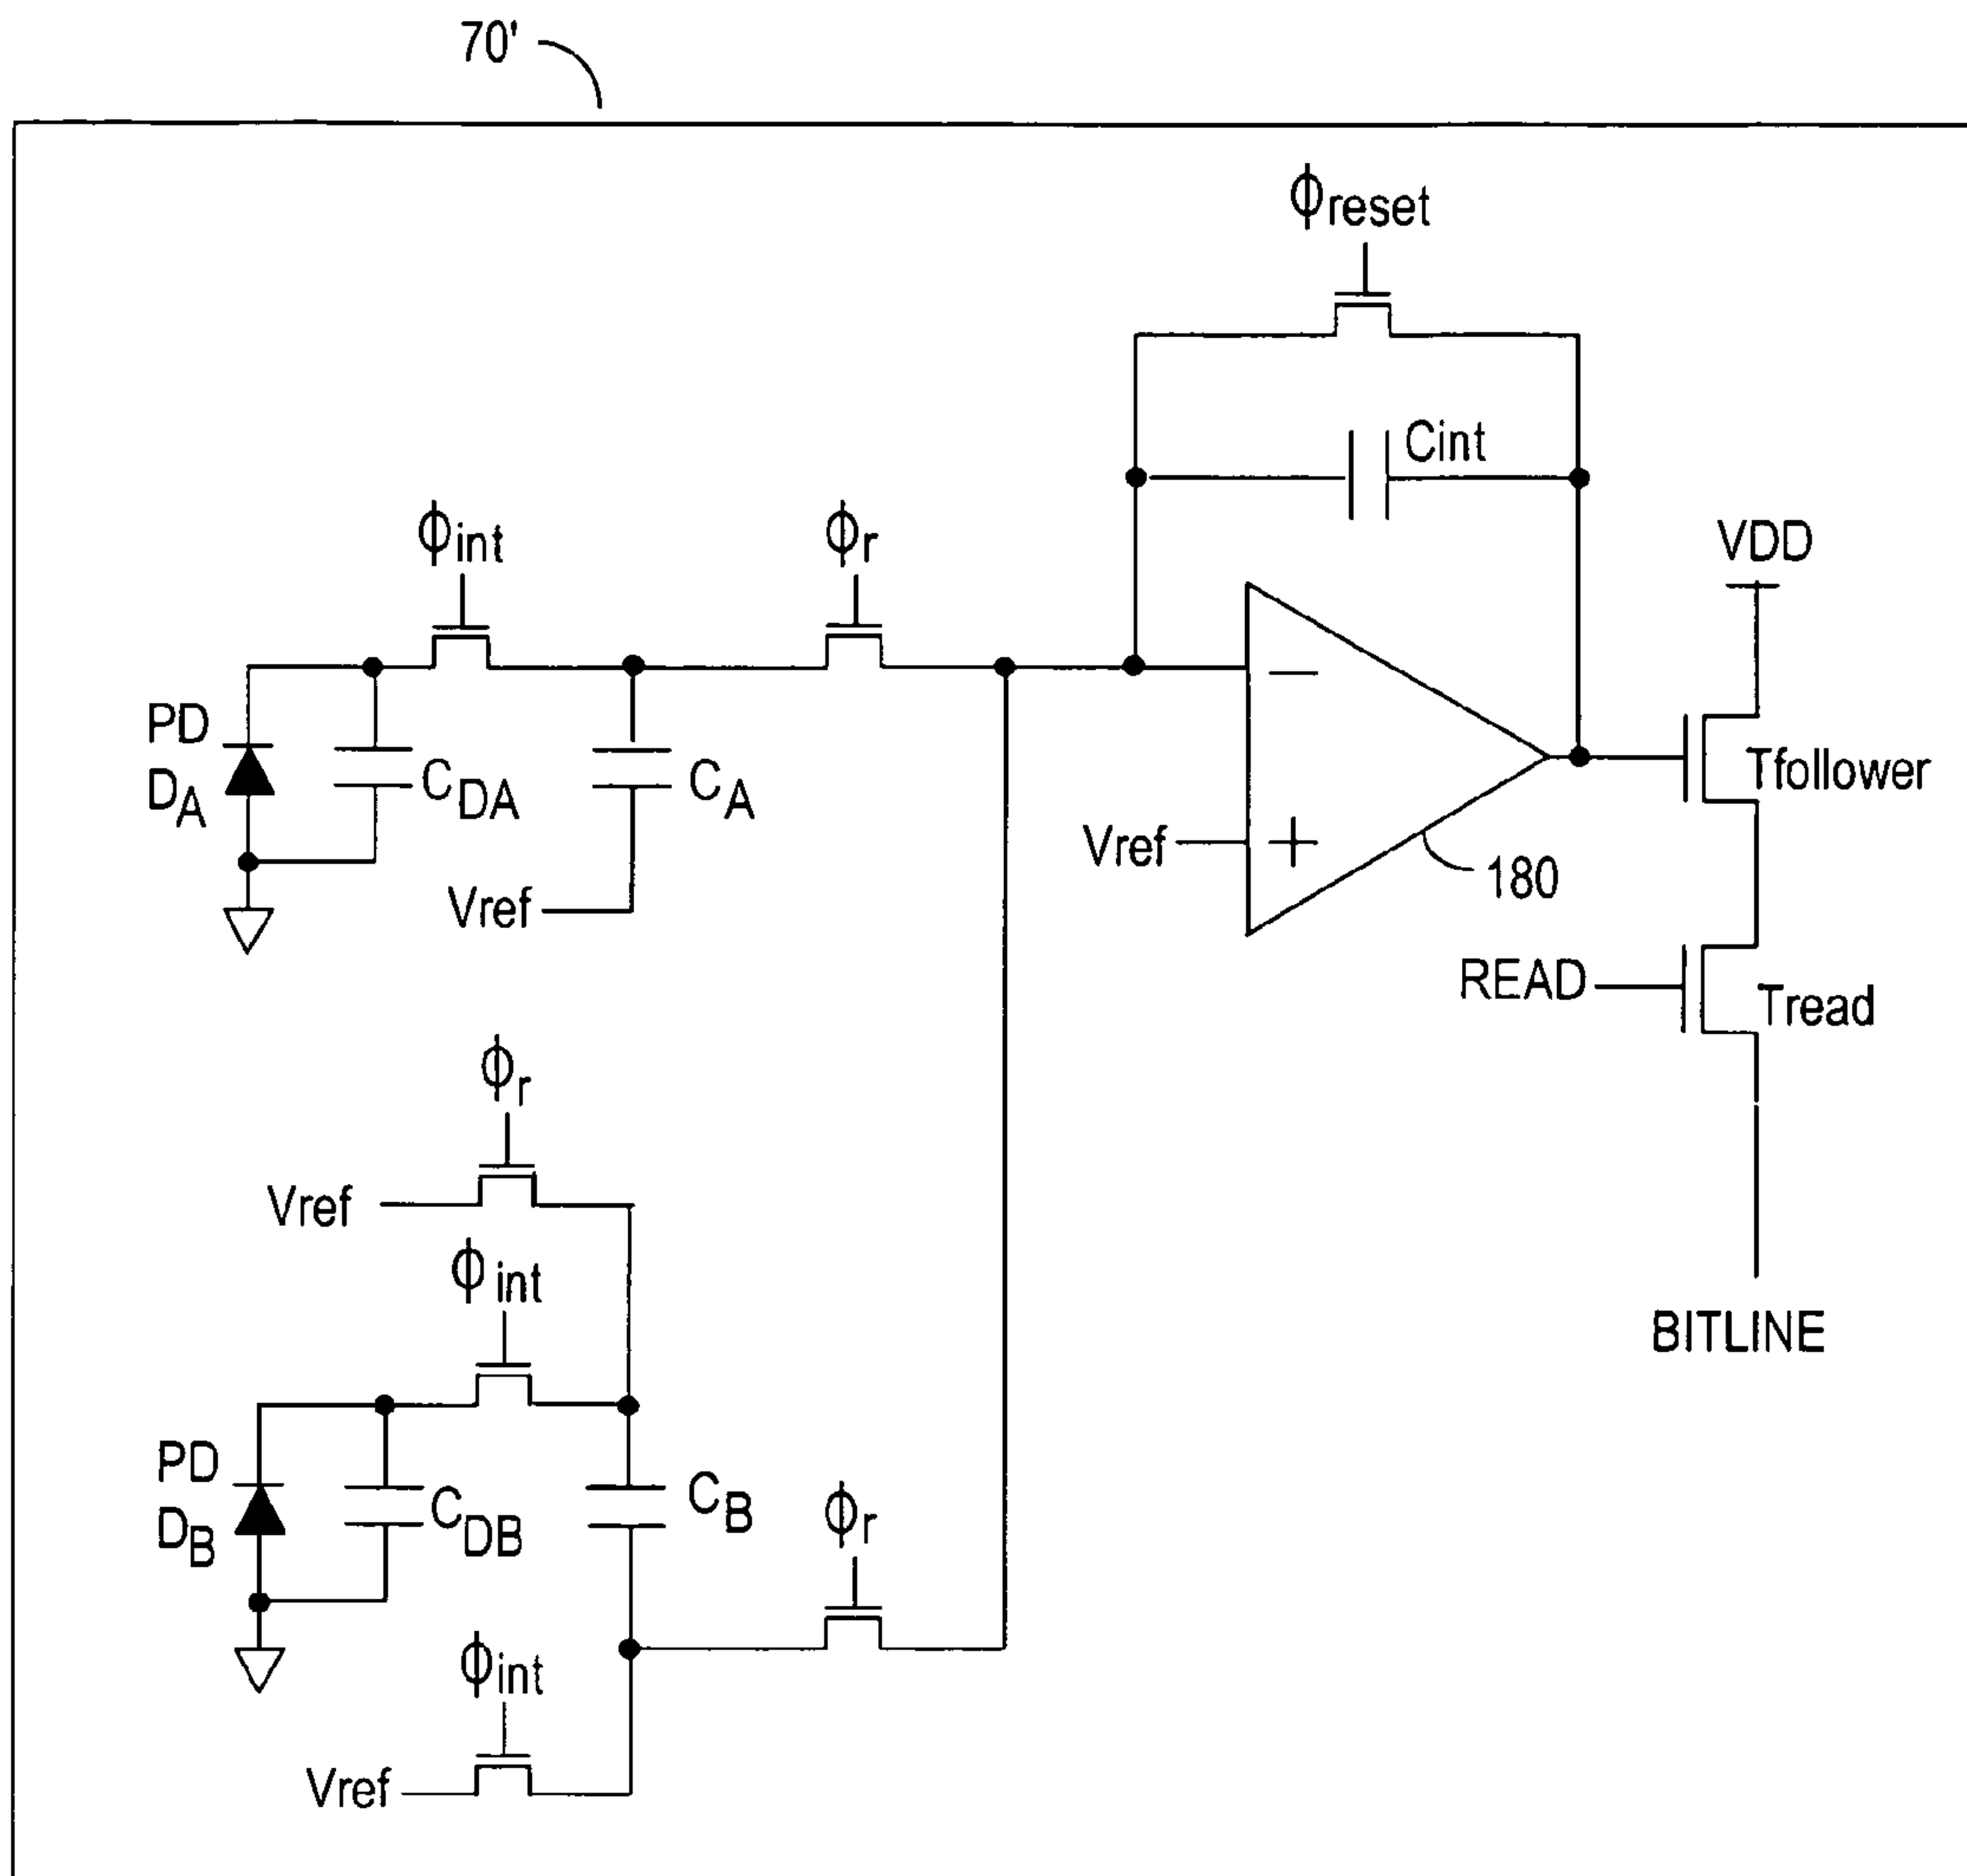 70'
ϕreset
Cint
ϕint
ϕr
VDD
PD
DA
CDA
CA
Tfollower
Vref
Vref
180
READ
Tread
ϕr
Vref
ϕint
BITLINE
PD
DB
CDB
CB
ϕr
ϕint
Vref